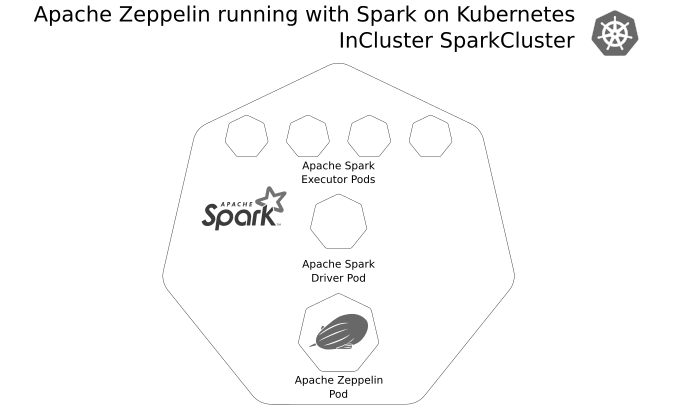 Apache Zeppelin running with Spark on Kubernetes
InCluster SparkCluster
Apache Spark
Executor Pods
APACHE
Spark™
Apache Spark
Driver Pod
Apache Zeppelin
Pod